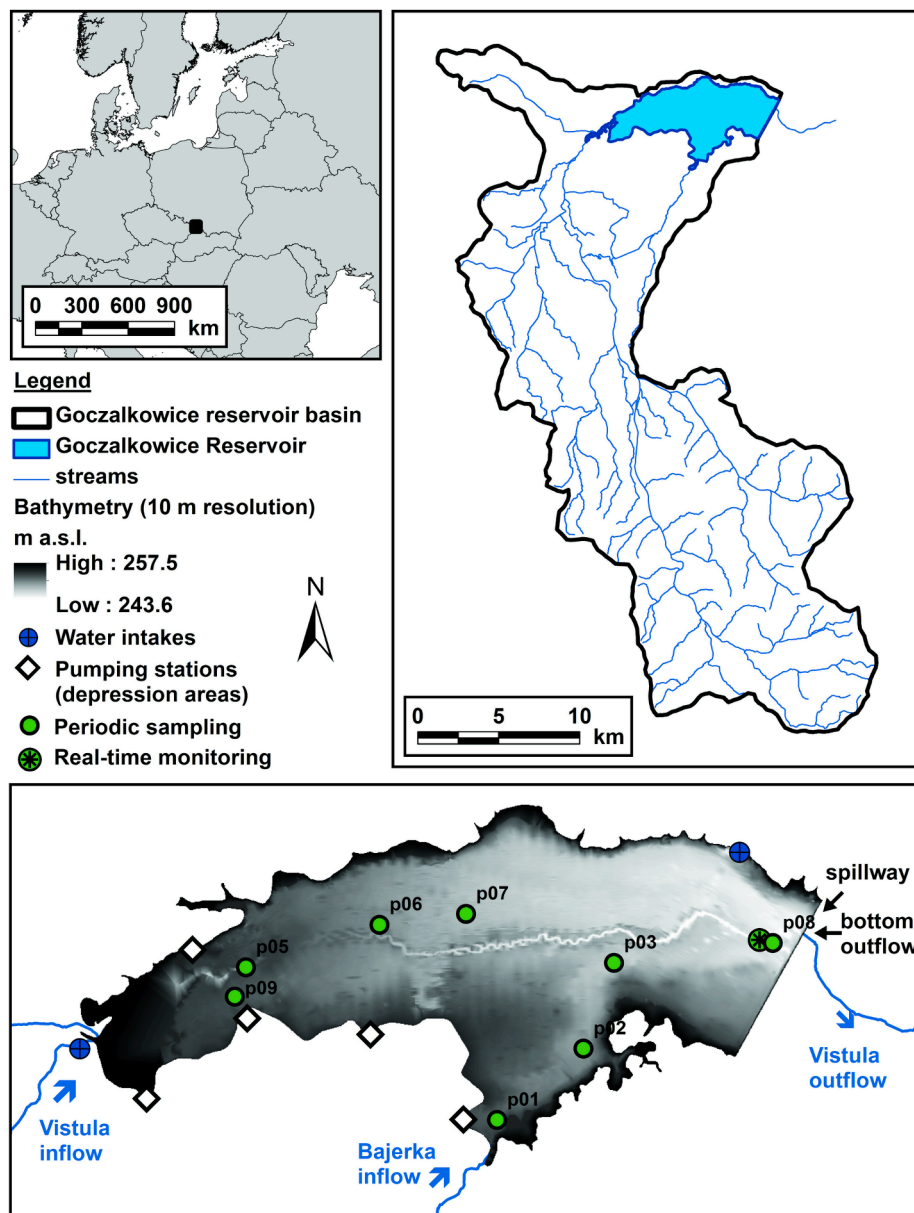 0 300 600 900
km
Legend
Goczalkowice reservoir basin
Goczalkowice Reservoir
streams
Bathymetry (10 m resolution)
m a.s.l.
High : 257.5
Low : 243.6
N
Water intakes
Pumping stations
(depression areas)
Periodic sampling
Real-time monitoring
0 5 10
km
spillway
bottom
outflow
p08
p07
p06
p03
p05
p09
p02
p01
Vistula
outflow
Vistula
inflow
Bajerka
inflow